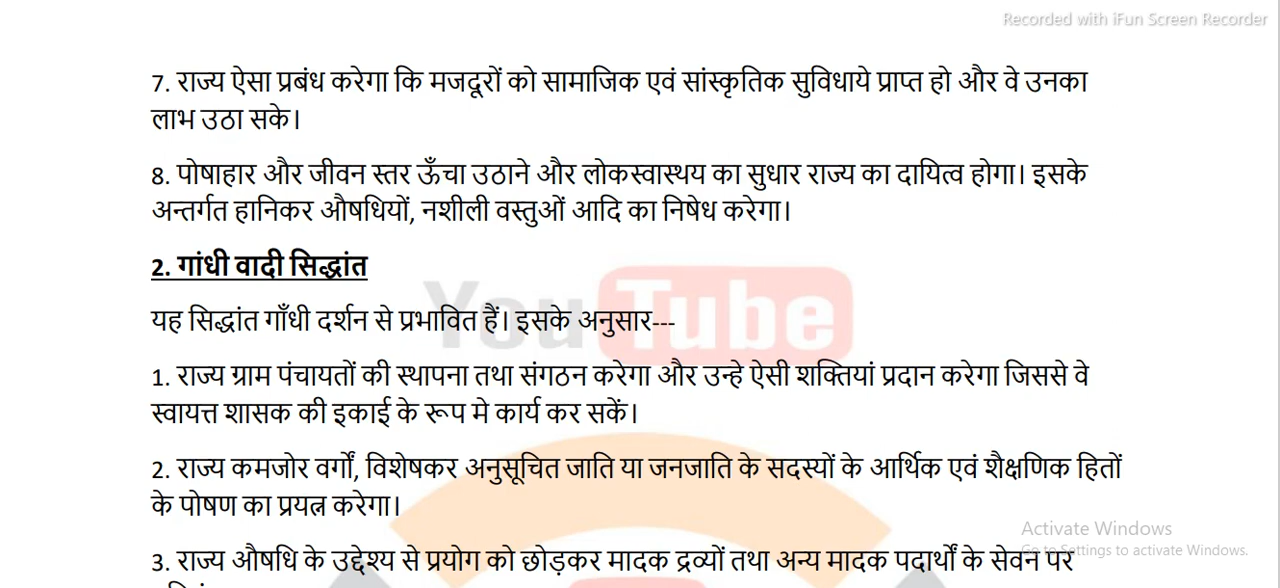 Recorded with iFun Screen Recorder
7. राज्य ऐसा प्रबंध करेगा कि मजदूरों को सामाजिक एवं सांस्कृतिक सुविधाये प्राप्त हो और वे उनका
लाभ उठा सके।
8. पोषाहार और जीवन स्तर ऊँचा उठाने और लोकस्वास्थय का सुधार राज्य का दायित्व होगा। इसके
अन्तर्गत हानिकर औषधियों, नशीली वस्तुओं आदि का निषेध करेगा।
2. गांधी वादी सिद्धांत
YouTube
यह सिद्धांत गाँधी दर्शन से प्रभावित हैं। इसके अनुसार---
1. राज्य ग्राम पंचायतों की स्थापना तथा संगठन करेगा और उन्हे ऐसी शक्तियां प्रदान करेगा जिससे वे
स्वायत्त शासक की इकाई के रूप मे कार्य कर सकें।
2. राज्य कमजोर वर्गों, विशेषकर अनुसूचित जाति या जनजाति के सदस्यों के आर्थिक एवं शैक्षणिक हितों
के पोषण का प्रयत्न करेगा।
Activate Windows
Go to Settings to activate Windows.
3. राज्य औषधि के उद्देश्य से प्रयोग को छोड़कर मादक द्रव्यों तथा अन्य मादक पदार्थों के सेवन पर